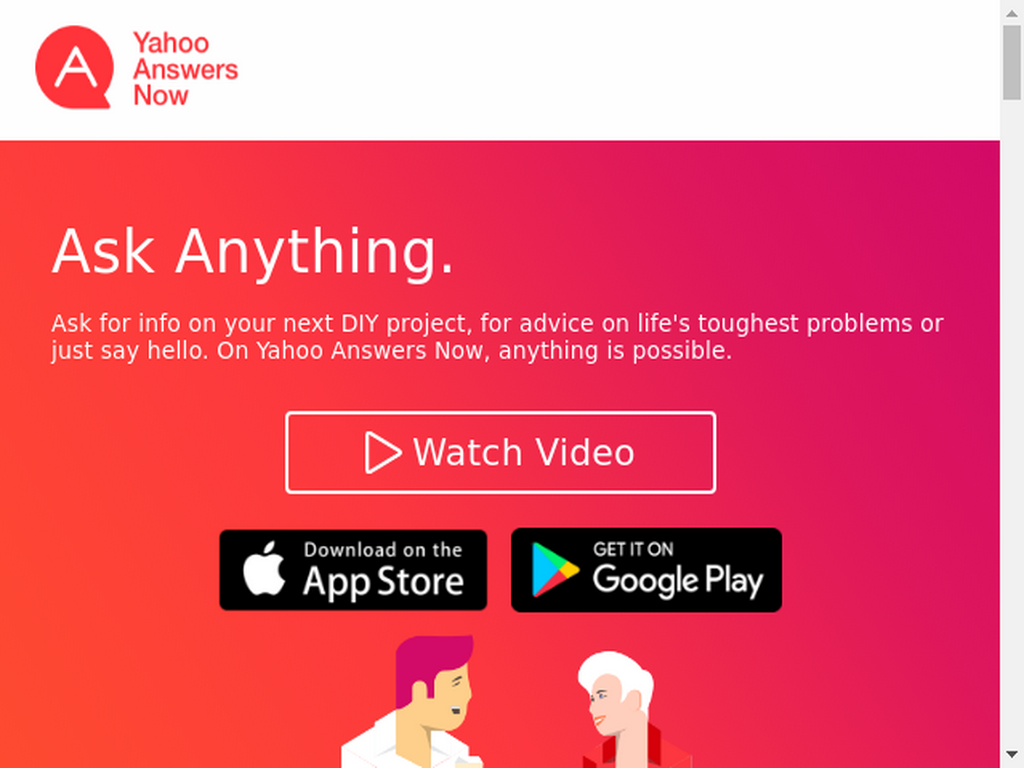 Yahoo
Answers
Now
Ask Anything.
Ask for info on your next DIY project, for advice on life's toughest problems or
just say hello. On Yahoo Answers Now, anything is possible.
Watch Video
Download on the
App Store
GET IT ON
Google Play